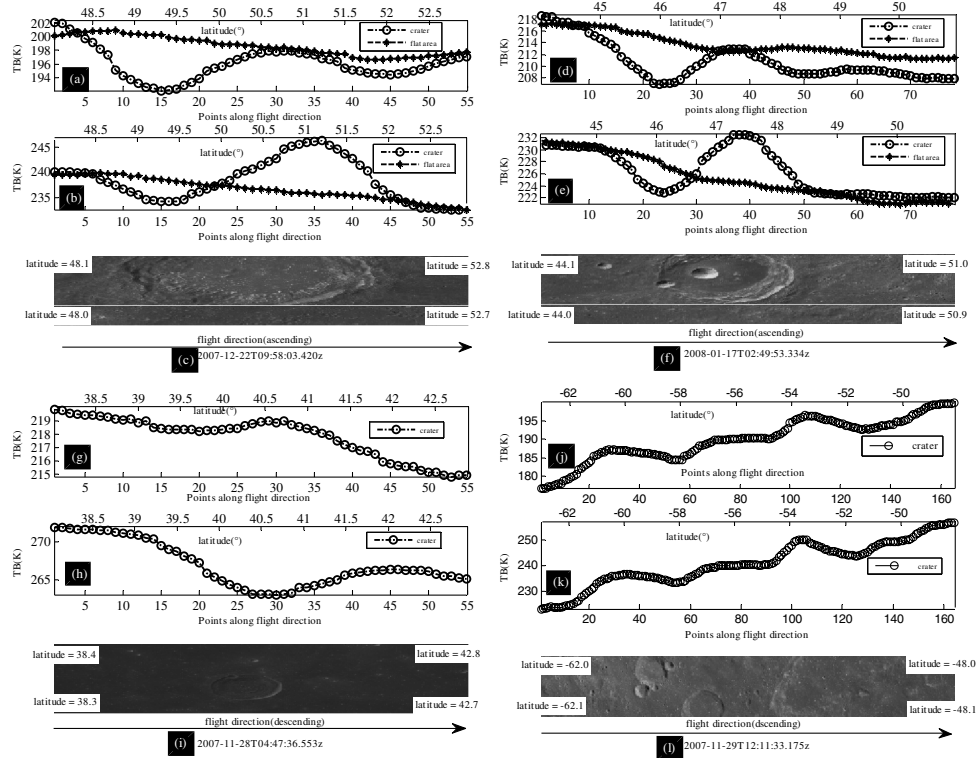 48.5 49 49.5 50 50.5 51 51.5 52 52.5
latitude(°)
TB(K)
202
200
198
196
194
crater
flat area
(a)
5 10 15 20 25 30 35 40 45 50 55
Points along flight direction
48.5 49 49.5 50 50.5 51 51.5 52 52.5
latitude(°)
TB(K)
245
240
235
crater
flat area
(b)
5 10 15 20 25 30 35 40 45 50 55
Points along flight direction
latitude = 48.1
latitude = 52.8
latitude = 48.0
latitude = 52.7
flight direction(ascending)
(c) 2007-12-22T09:58:03.420z
45 46 47 48 49 50
latitude(°)
TB(K)
218
216
214
212
210
208
crater
flat area
(d)
10 20 30 40 50 60 70
Points along flight direction
45 46 47 48 49 50
latitude(°)
TB(K)
232
230
228
226
224
222
crater
flat area
(e)
10 20 30 40 50 60 70
points along flight direction
latitude = 44.1
latitude = 51.0
latitude = 44.0
latitude = 50.9
flight direction(ascending)
(f) 2008-01-17T02:49:53.334z
38.5 39 39.5 40 40.5 41 41.5 42 42.5
latitude(°)
TB(K)
219
218
217
216
215
crater
(g)
5 10 15 20 25 30 35 40 45 50 55
Points along flight direction
38.5 39 39.5 40 40.5 41 41.5 42 42.5
latitude(°)
TB(K)
270
265
crater
(h)
5 10 15 20 25 30 35 40 45 50 55
Points along flight direction
latitude = 38.4
latitude = 42.8
latitude = 38.3
latitude = 42.7
flight direction(descending)
(i) 2007-11-28T04:47:36.553z
-62 -60 -58 -56 -54 -52 -50
latitude(°)
TB(K)
195
190
185
180
crater
(j)
Points along flight direction
20 40 60 80 100 120 140 160
-62 -60 -58 -56 -54 -52 -50
latitude(°)
TB(K)
250
240
230
crater
(k)
20 40 60 80 100 120 140 160
Points along flight direction
latitude = -62.0
latitude = -48.0
latitude = -62.1
latitude = -48.1
flight direction(dscending)
(l) 2007-11-29T12:11:33.175z